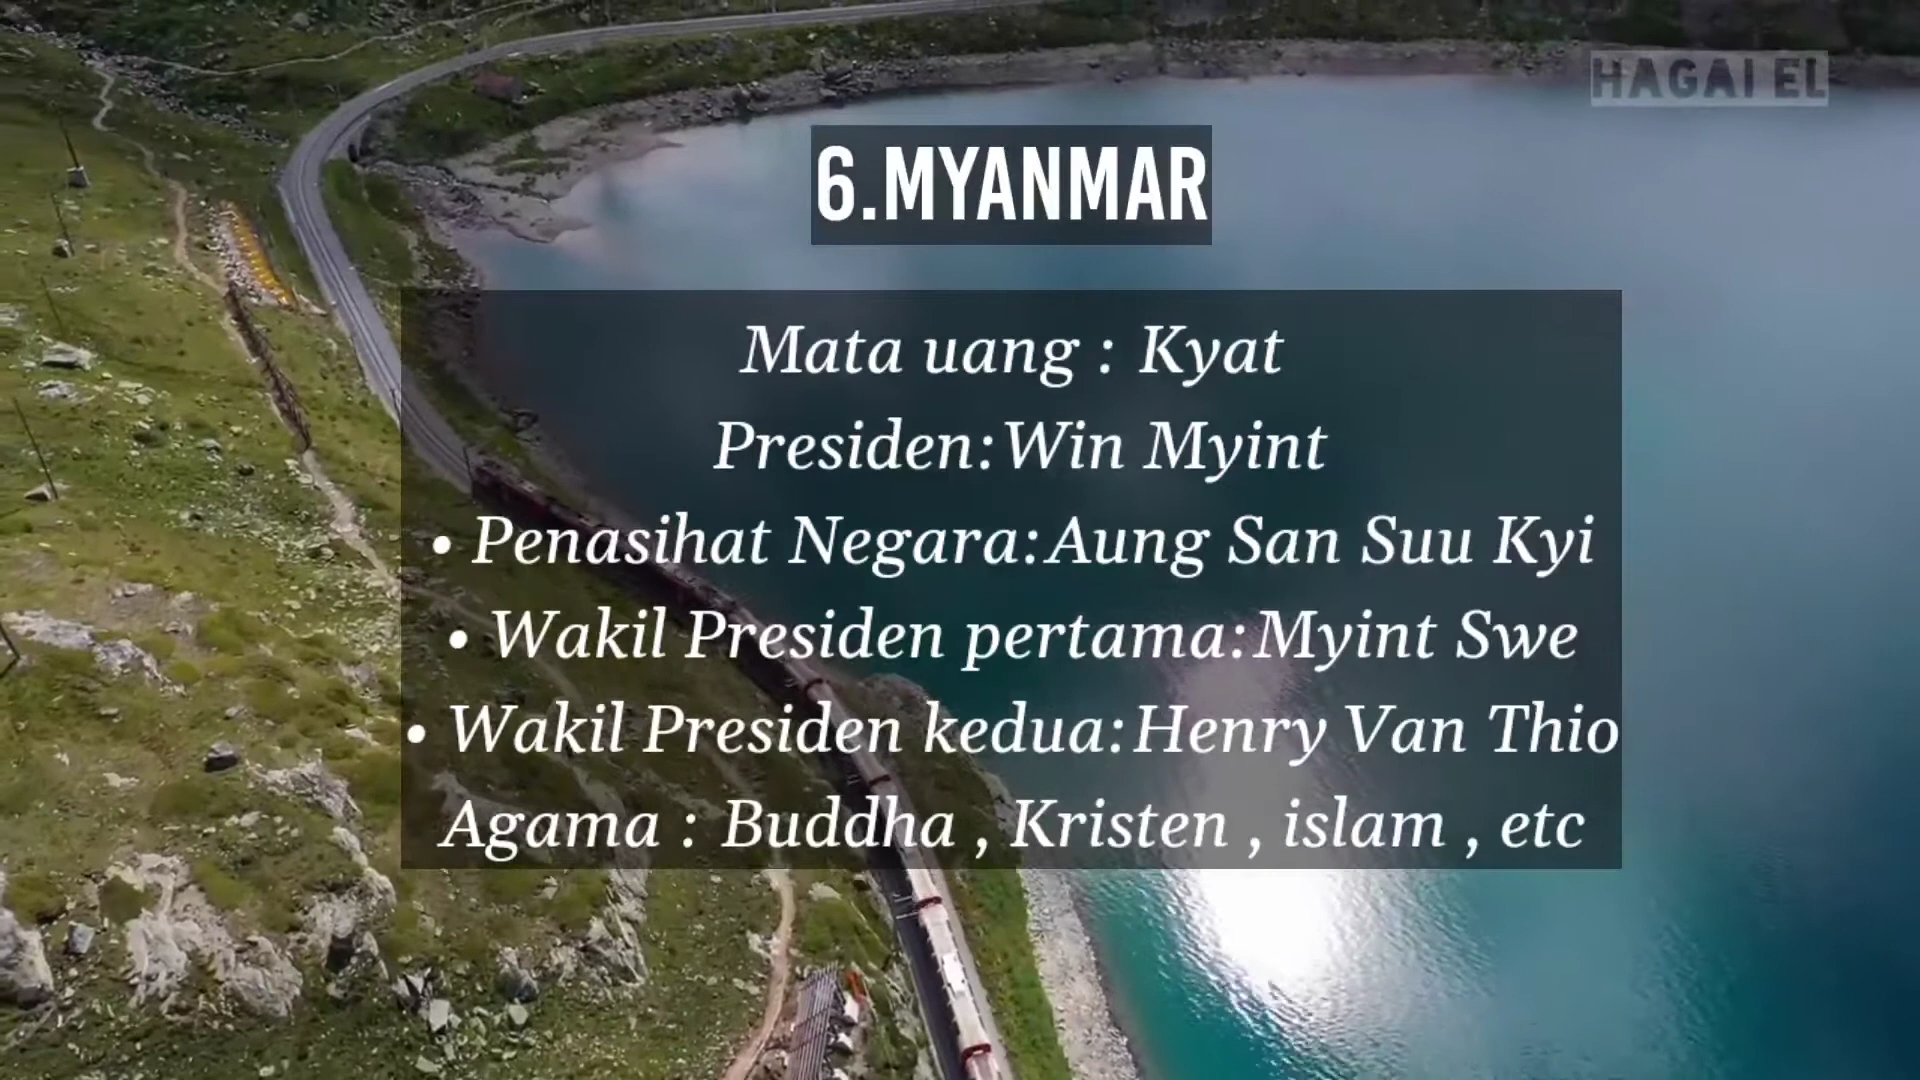 HAGAI EL
6.MYANMAR
Mata uang : Kyat
Presiden:Win Myint
• Penasihat Negara:Aung San Suu Kyi
• Wakil Presiden pertama:Myint Swe
• Wakil Presiden kedua:Henry Van Thio
Agama : Buddha , Kristen , islam , etc